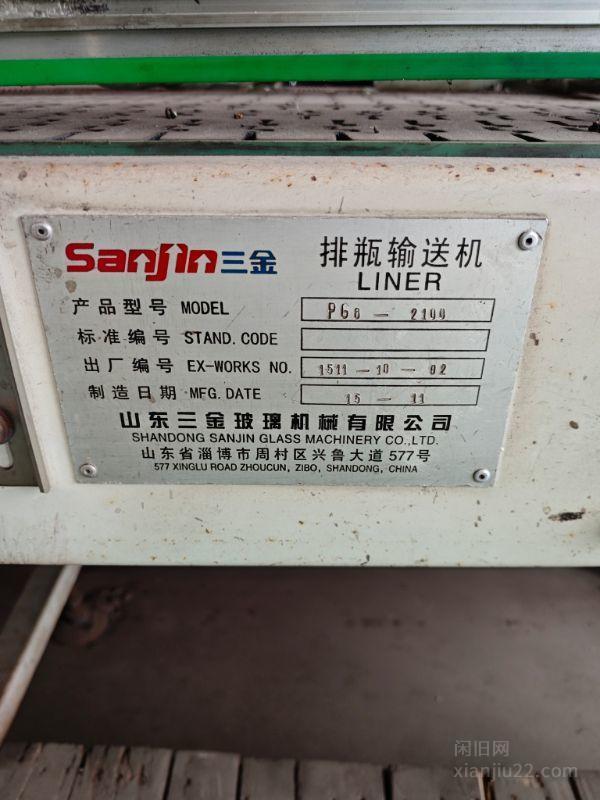 Sanjin三金
排瓶输送机
LINER
产品型号 MODEL PG8 - 2100
标准编号 STAND.CODE
出厂编号 EX-WORKS NO. 1511 - 10 - 02
制造日期 MFG.DATE 15 - 11
山东三金玻璃机械有限公司
SHANDONG SANJIN GLASS MACHINERY CO.,LTD.
山东省淄博市周村区兴鲁大道577号
577 XINGLU ROAD ZHOUCUN, ZIBO, SHANDONG, CHINA
闲旧网
xianjiu22.com